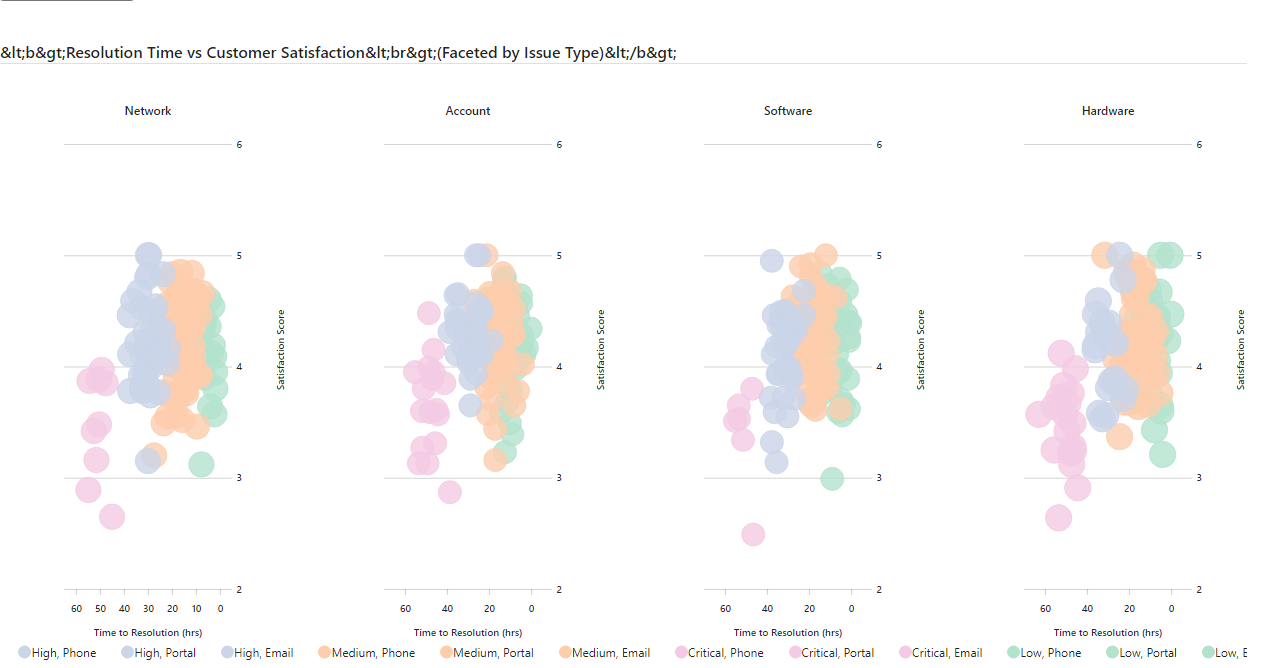 &lt;b&gt;Resolution Time vs Customer Satisfaction&lt;br&gt;(Faceted by Issue Type)&lt;/b&gt;
Network
Account
Software
Hardware
6
6
6
6
5
5
5
5
4
4
4
4
3
3
3
3
2
2
2
2
Satisfaction Score
Satisfaction Score
Satisfaction Score
Satisfaction Score
60 50 40 30 20 10 0
60 40 20 0
60 40 20 0
60 40 20 0
Time to Resolution (hrs)
Time to Resolution (hrs)
Time to Resolution (hrs)
Time to Resolution (hrs)
High, Phone High, Portal High, Email Medium, Phone Medium, Portal Medium, Email Critical, Phone Critical, Portal Critical, Email Low, Phone Low, Portal Low, E